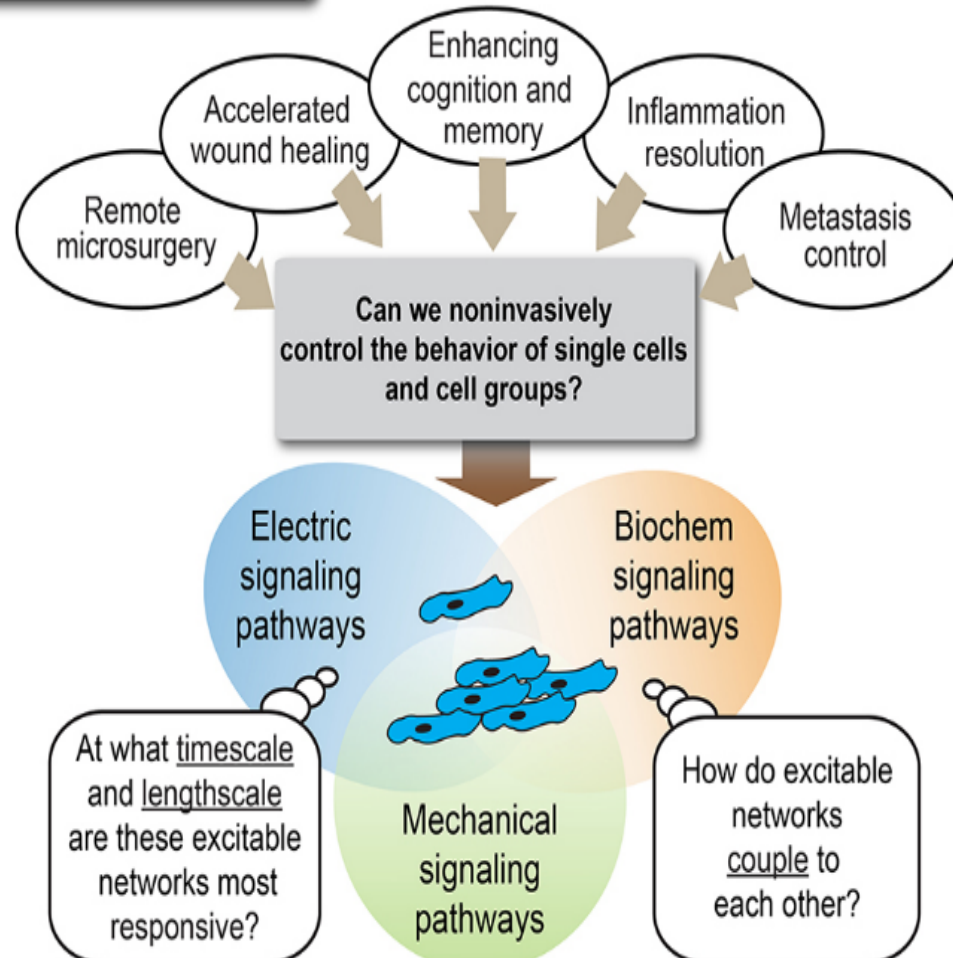 Enhancing
cognition and
memory
Accelerated
wound healing
Inflammation
resolution
Remote
microsurgery
Metastasis
control
Can we noninvasively
control the behavior of single cells
and cell groups?
Electric
signaling
pathways
Biochem
signaling
pathways
At what timescale
and lengthscale
are these excitable
networks most
responsive?
Mechanical
signaling
pathways
How do excitable
networks
couple to
each other?